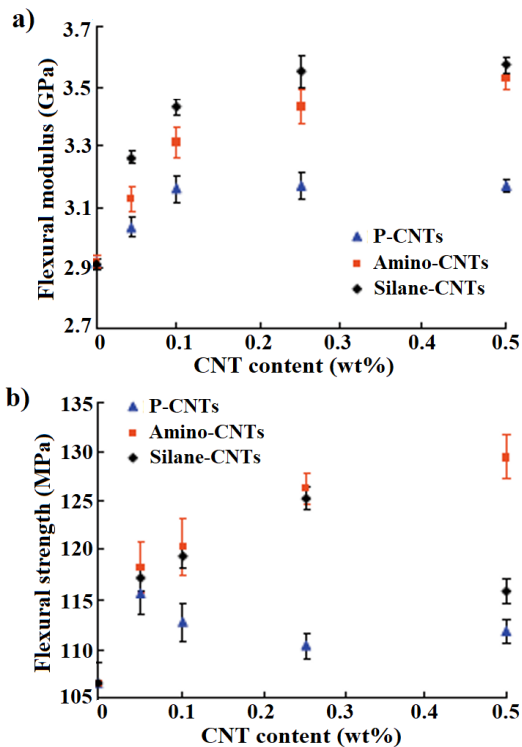 a)
3.7
3.5
3.3
3.1
2.9
2.7
Flexural modulus (GPa)
P-CNTs
Amino-CNTs
Silane-CNTs
0 0.1 0.2 0.3 0.4 0.5
CNT content (wt%)
b)
135
130
125
120
115
110
105
Flexural strength (MPa)
P-CNTs
Amino-CNTs
Silane-CNTs
0 0.1 0.2 0.3 0.4 0.5
CNT content (wt%)